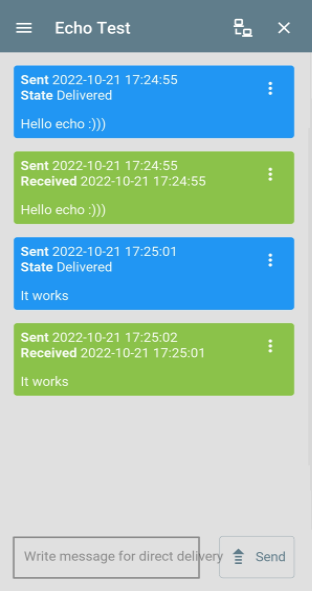 Echo Test
Sent 2022-10-21 17:24:55
State Delivered
Hello echo :)))
Sent 2022-10-21 17:24:55
Received 2022-10-21 17:24:55
Hello echo :)))
Sent 2022-10-21 17:25:01
State Delivered
It works
Sent 2022-10-21 17:25:02
Received 2022-10-21 17:25:01
It works
Write message for direct delivery Send